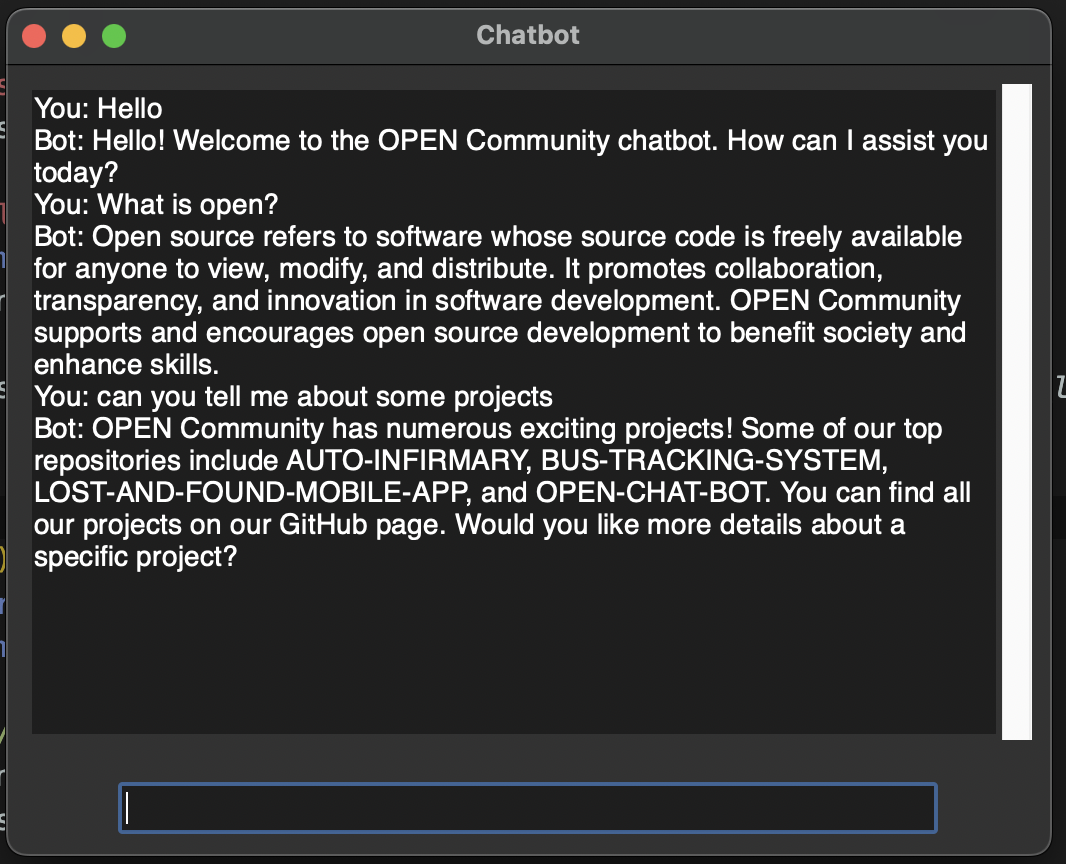 Chatbot
You: Hello
Bot: Hello! Welcome to the OPEN Community chatbot. How can I assist you
today?
You: What is open?
Bot: Open source refers to software whose source code is freely available
for anyone to view, modify, and distribute. It promotes collaboration,
transparency, and innovation in software development. OPEN Community
supports and encourages open source development to benefit society and
enhance skills.
You: can you tell me about some projects
Bot: OPEN Community has numerous exciting projects! Some of our top
repositories include AUTO-INFIRMARY, BUS-TRACKING-SYSTEM,
LOST-AND-FOUND-MOBILE-APP, and OPEN-CHAT-BOT. You can find all
our projects on our GitHub page. Would you like more details about a
specific project?